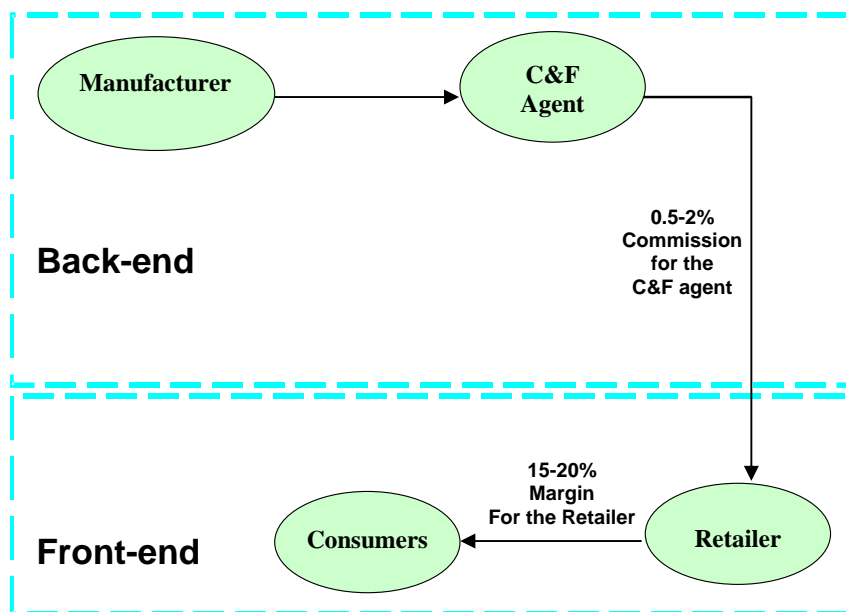 Manufacturer
C&F
Agent
0.5-2%
Commission
for the
C&F agent
Back-end
15-20%
Margin
For the Retailer
Consumers
Retailer
Front-end